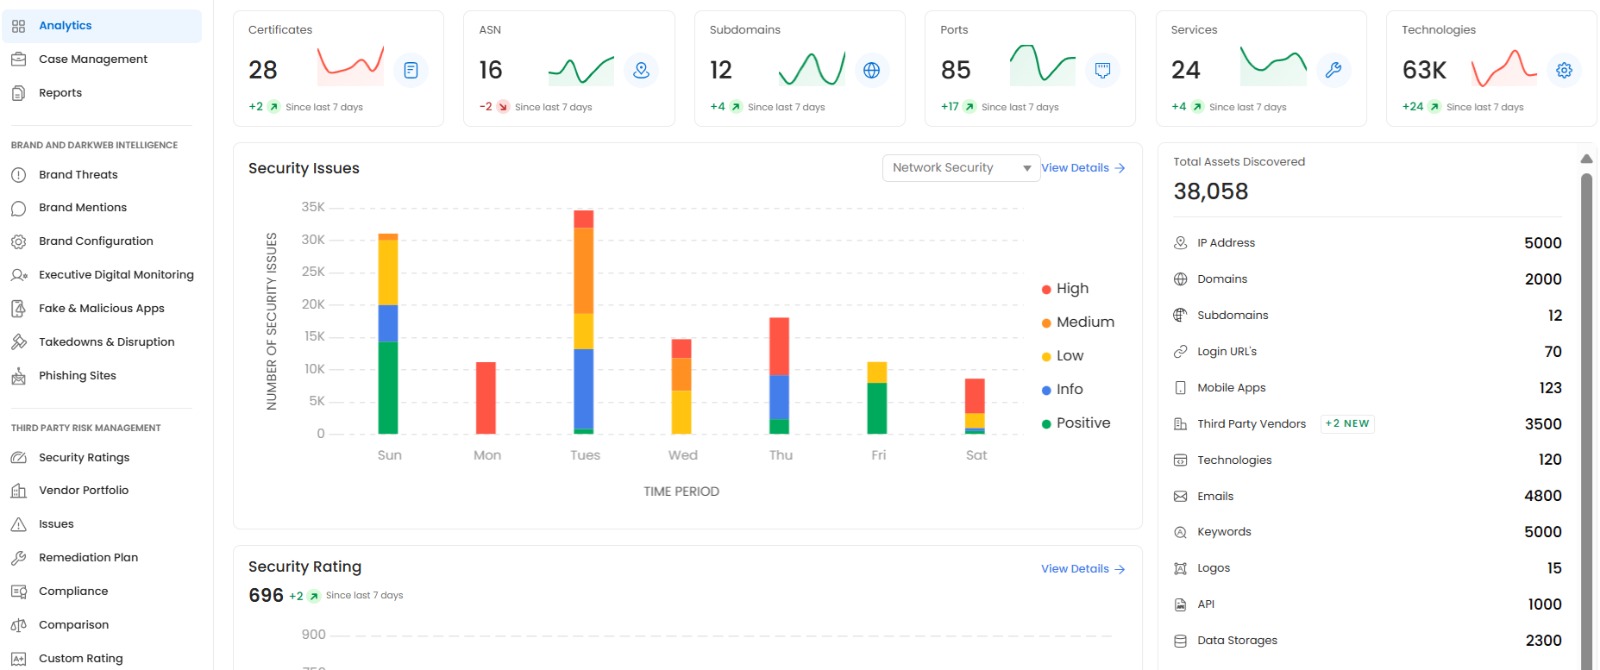 Analytics
Case Management
Reports
BRAND AND DARKWEB INTELLIGENCE
Brand Threats
Brand Mentions
Brand Configuration
Executive Digital Monitoring
Fake & Malicious Apps
Takedowns & Disruption
Phishing Sites
THIRD PARTY RISK MANAGEMENT
Security Ratings
Vendor Portfolio
Issues
Remediation Plan
Compliance
Comparison
Custom Rating
Certificates
28
+2 Since last 7 days
ASN
16
-2 Since last 7 days
Subdomains
12
+4 Since last 7 days
Ports
85
+17 Since last 7 days
Services
24
+4 Since last 7 days
Technologies
63K
+24 Since last 7 days
Security Issues
Network Security
View Details
NUMBER OF SECURITY ISSUES
35K
30K
25K
20K
15K
10K
5K
0
Sun Mon Tues Wed Thu Fri Sat
TIME PERIOD
High
Medium
Low
Info
Positive
Security Rating
View Details
696 +2 Since last 7 days
900
750
Total Assets Discovered
38,058
IP Address 5000
Domains 2000
Subdomains 12
Login URL's 70
Mobile Apps 123
Third Party Vendors +2 NEW 3500
Technologies 120
Emails 4800
Keywords 5000
Logos 15
API 1000
Data Storages 2300